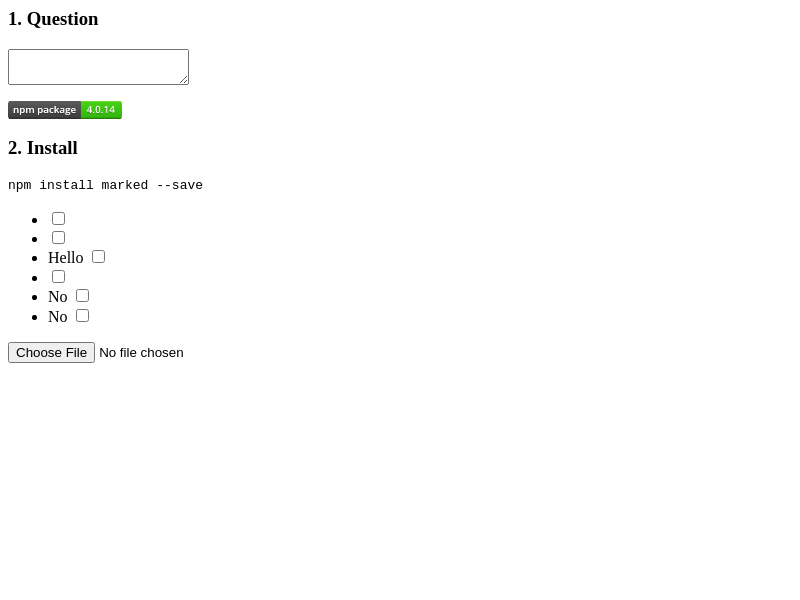 1. Question
npm package 4.0.14
2. Install
npm install marked --save
Hello
No
No
Choose File No file chosen